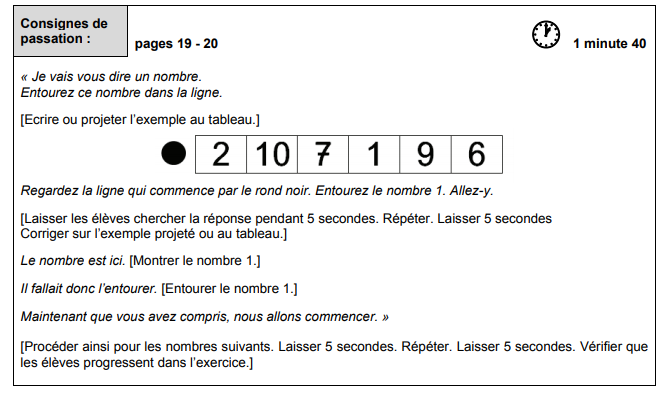 Consignes de
passation :
pages 19 - 20
1 minute 40
« Je vais vous dire un nombre.
Entourez ce nombre dans la ligne.
[Ecrire ou projeter l’exemple au tableau.]
2 10 7 1 9 6
Regardez la ligne qui commence par le rond noir. Entourez le nombre 1. Allez-y.
[Laisser les élèves chercher la réponse pendant 5 secondes. Répéter. Laisser 5 secondes
Corriger sur l’exemple projeté ou au tableau.]
Le nombre est ici. [Montrer le nombre 1.]
Il fallait donc l’entourer. [Entourer le nombre 1.]
Maintenant que vous avez compris, nous allons commencer. »
[Procéder ainsi pour les nombres suivants. Laisser 5 secondes. Répéter. Laisser 5 secondes. Vérifier que
les élèves progressent dans l’exercice.]